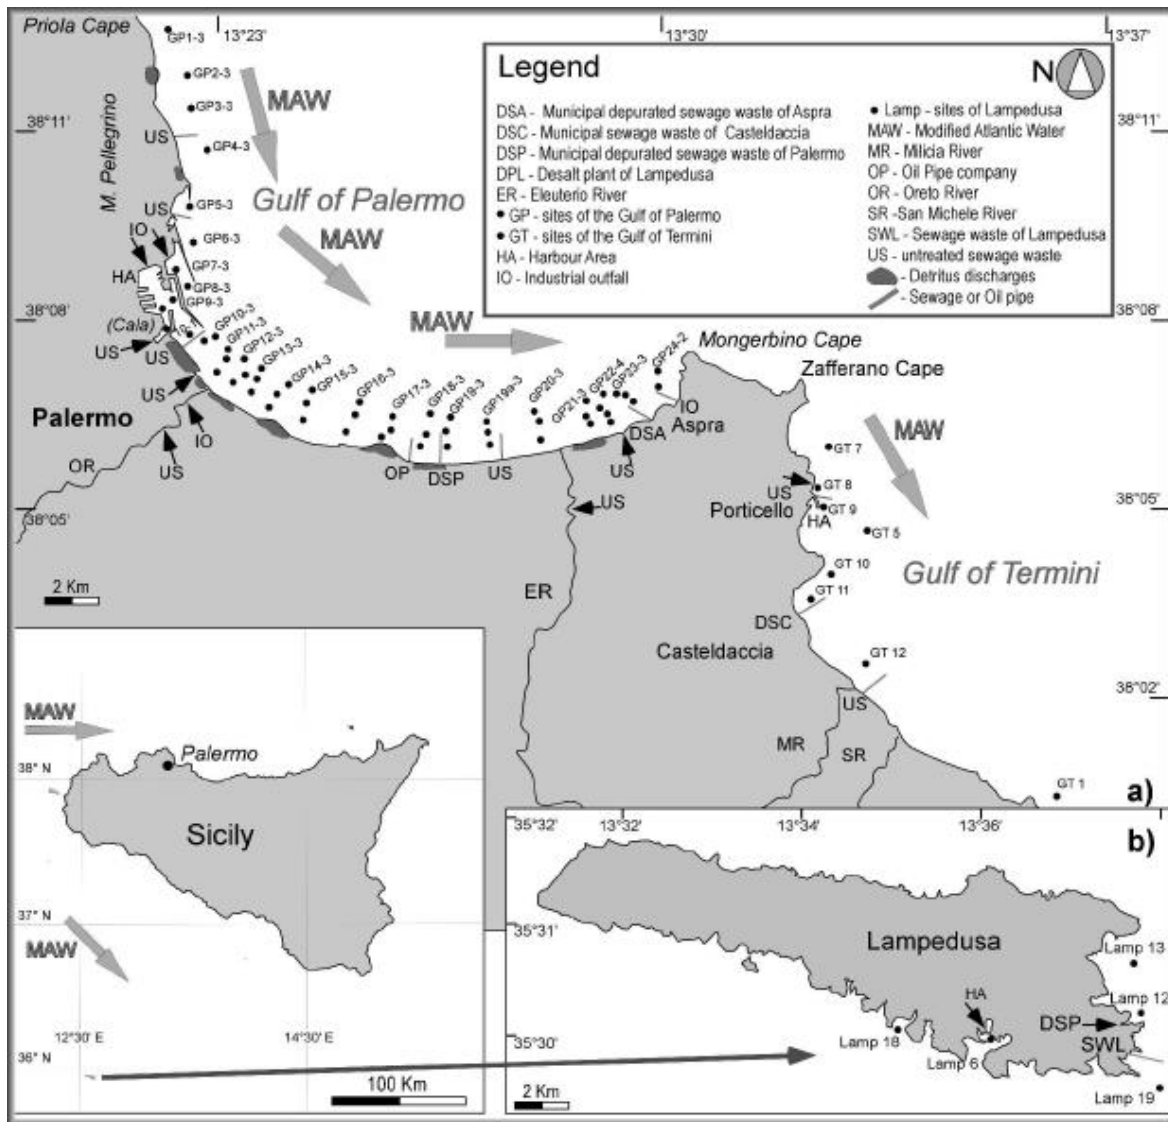 Priola Cape
13°23'
13°30'
13°37'
GP1-3
GP2-3
GP3-3
MAW
38°11'
US
GP4-3
M. Pellegrino
US
GP5-3
Gulf of Palermo
IO
GP6-3
MAW
HA
GP7-3
GP8-3
GP9-3
38°08'
(Cala)
US
US
GP10-3
GP11-3
GP12-3
GP13-3
GP14-3
GP15-3
GP16-3
GP17-3
GP18-3
GP19-3
GP19a-3
GP20-3
GP21-3
GP22-4
GP23-3
GP24-2
MAW
Legend
N
DSA - Municipal depurated sewage waste of Aspra
DSC - Municipal sewage waste of Casteldaccia
DSP - Municipal depurated sewage waste of Palermo
DPL - Desalt plant of Lampedusa
ER - Eleuterio River
• GP - sites of the Gulf of Palermo
• GT - sites of the Gulf of Termini
HA - Harbour Area
IO - Industrial outfall
• Lamp - sites of Lampedusa
MAW - Modified Atlantic Water
MR - Milicia River
OP - Oil Pipe company
OR - Oreto River
SR -San Michele River
SWL - Sewage waste of Lampedusa
US - untreated sewage waste
- Detritus discharges
- Sewage or Oil pipe
38°11'
38°08'
Mongerbino Cape
Zafferano Cape
US
Palermo
IO
US
OR
OP
DSP
US
DSA
US
IO
Aspra
MAW
GT 7
US
GT 8
Porticello
GT 9
HA
GT 5
38°05'
38°05'
US
Gulf of Termini
GT 10
GT 11
2 Km
ER
DSC
Casteldaccia
GT 12
38°02'
US
MR
SR
GT 1
a)
MAW
Palermo
38° N
Sicily
37° N
MAW
12°30' E
14°30' E
36° N
100 Km
35°32'
13°32'
13°34'
13°36'
b)
35°31'
Lampedusa
Lamp 13
HA
Lamp 12
DSP
35°30'
Lamp 18
Lamp 6
SWL
2 Km
Lamp 19